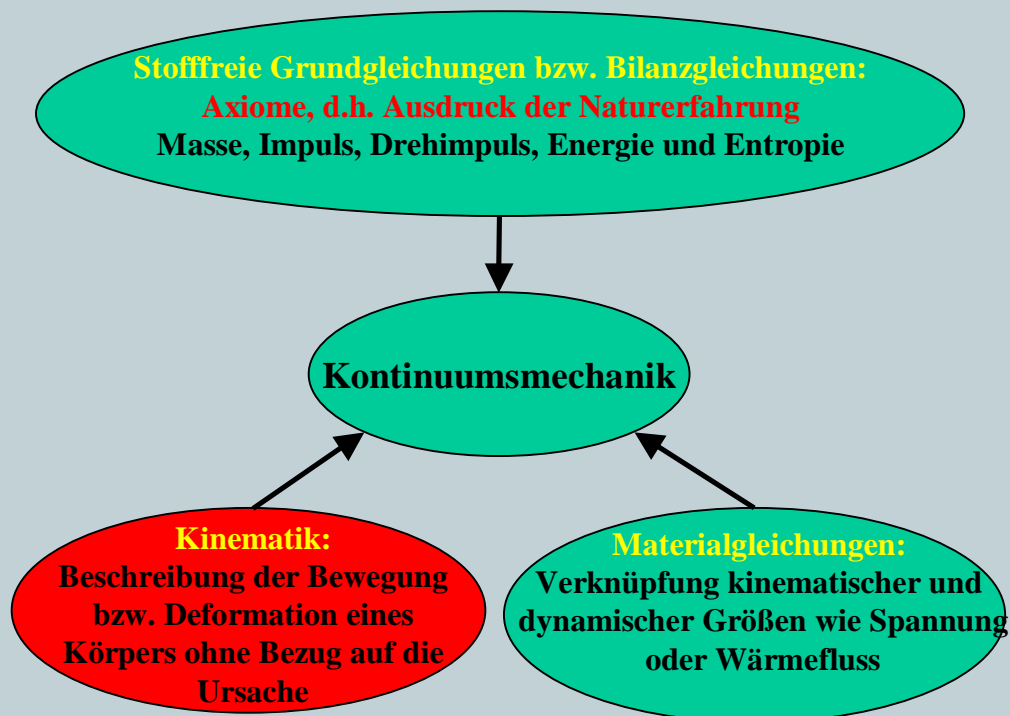 Stofffreie Grundgleichungen bzw. Bilanzgleichungen:
Axiome, d.h. Ausdruck der Naturerfahrung
Masse, Impuls, Drehimpuls, Energie und Entropie
Kontinuumsmechanik
Kinematik:
Beschreibung der Bewegung
bzw. Deformation eines
Körpers ohne Bezug auf die
Ursache
Materialgleichungen:
Verknüpfung kinematischer und
dynamischer Größen wie Spannung
oder Wärmefluss